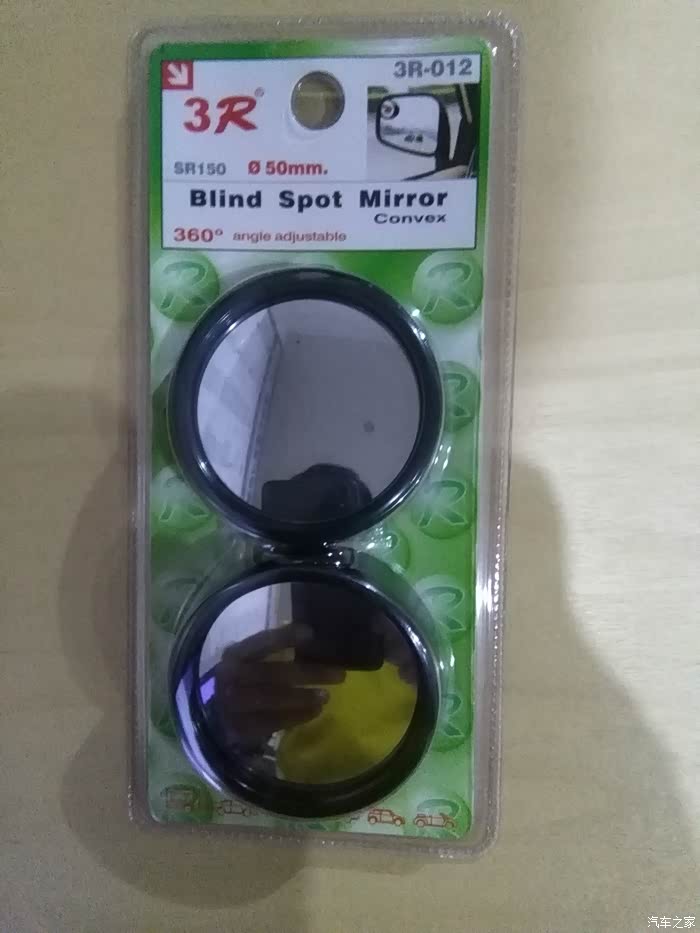 3R-012
3R®
SR150 Ø 50mm.
Blind Spot Mirror
Convex
360° angle adjustable
R
R
R
R
R
R
R
汽车之家